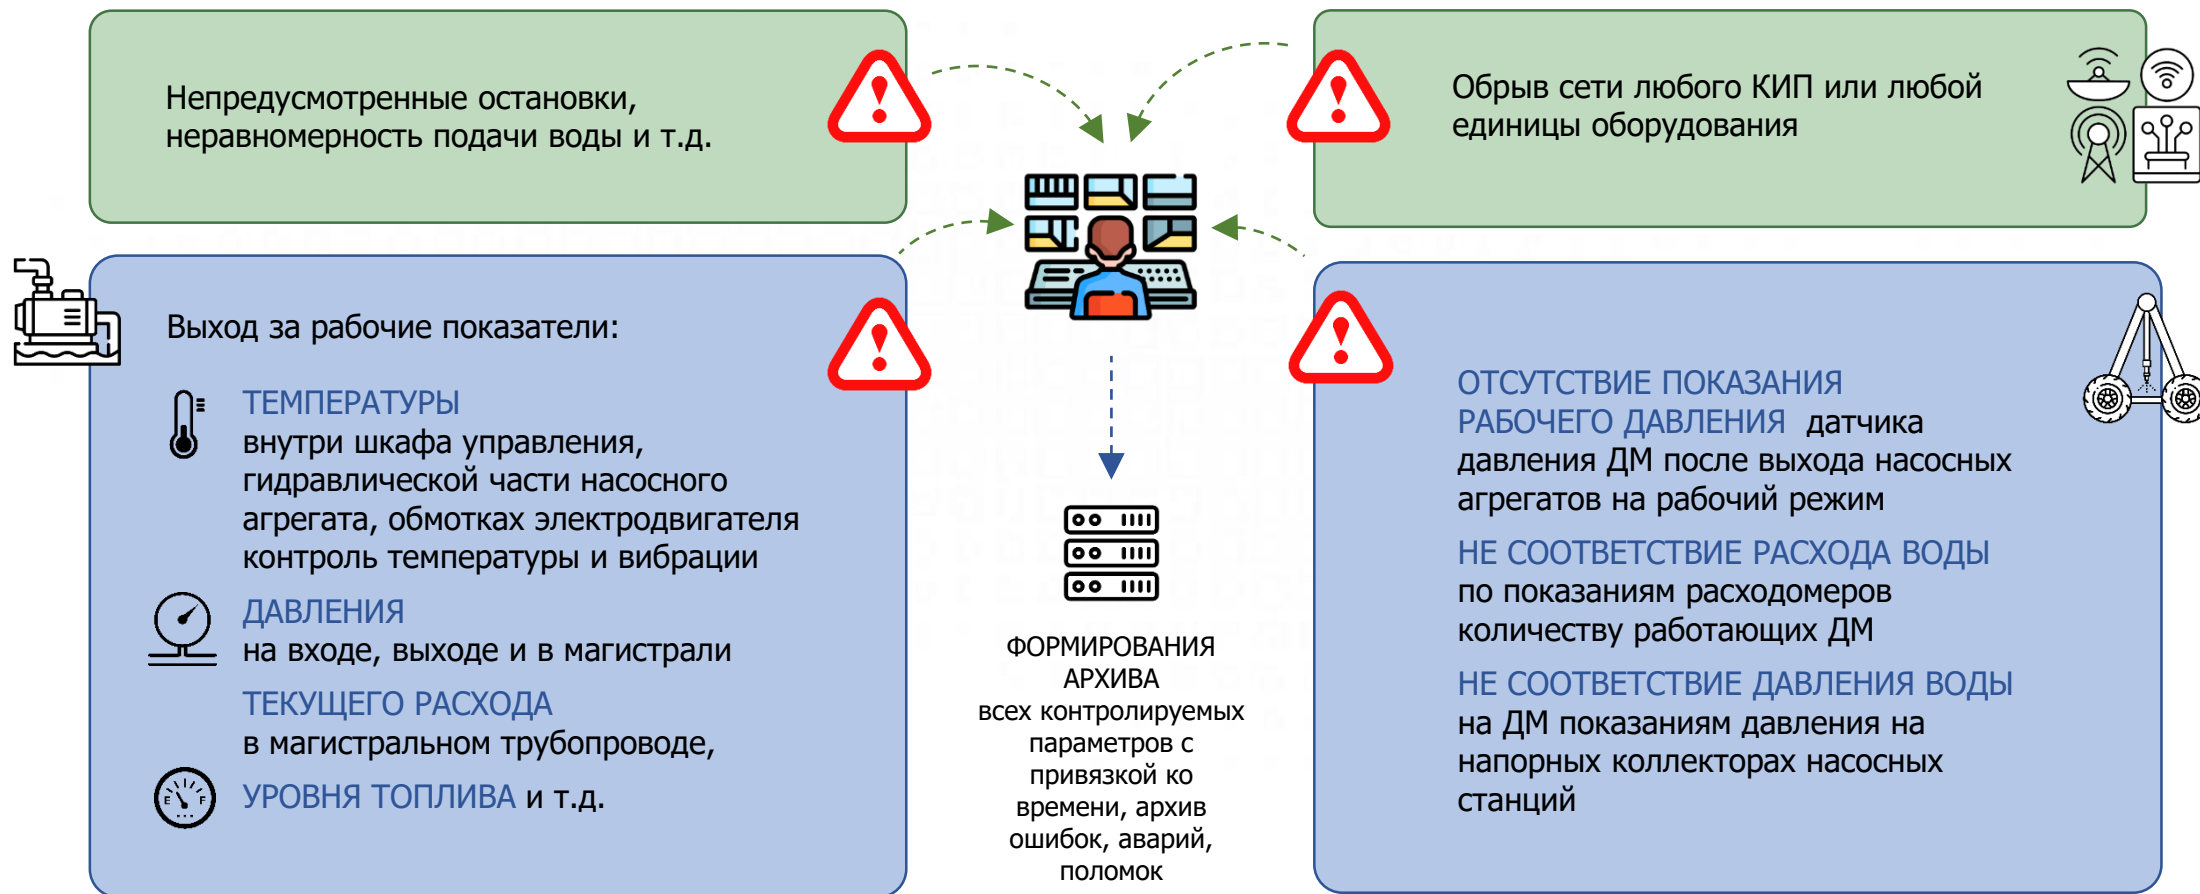 Непредусмотренные остановки,
неравномерность подачи воды и т.д.
Обрыв сети любого КИП или любой
единицы оборудования
Выход за рабочие показатели:
ТЕМПЕРАТУРЫ
внутри шкафа управления,
гидравлической части насосного
агрегата, обмотках электродвигателя
контроль температуры и вибрации
ДАВЛЕНИЯ
на входе, выходе и в магистрали
ТЕКУЩЕГО РАСХОДА
в магистральном трубопроводе,
E F
УРОВНЯ ТОПЛИВА и т.д.
ФОРМИРОВАНИЯ
АРХИВА
всех контролируемых
параметров с
привязкой ко
времени, архив
ошибок, аварий,
поломок
ОТСУТСТВИЕ ПОКАЗАНИЯ
РАБОЧЕГО ДАВЛЕНИЯ датчика
давления ДМ после выхода насосных
агрегатов на рабочий режим
НЕ СООТВЕТСТВИЕ РАСХОДА ВОДЫ
по показаниям расходомеров
количеству работающих ДМ
НЕ СООТВЕТСТВИЕ ДАВЛЕНИЯ ВОДЫ
на ДМ показаниям давления на
напорных коллекторах насосных
станций